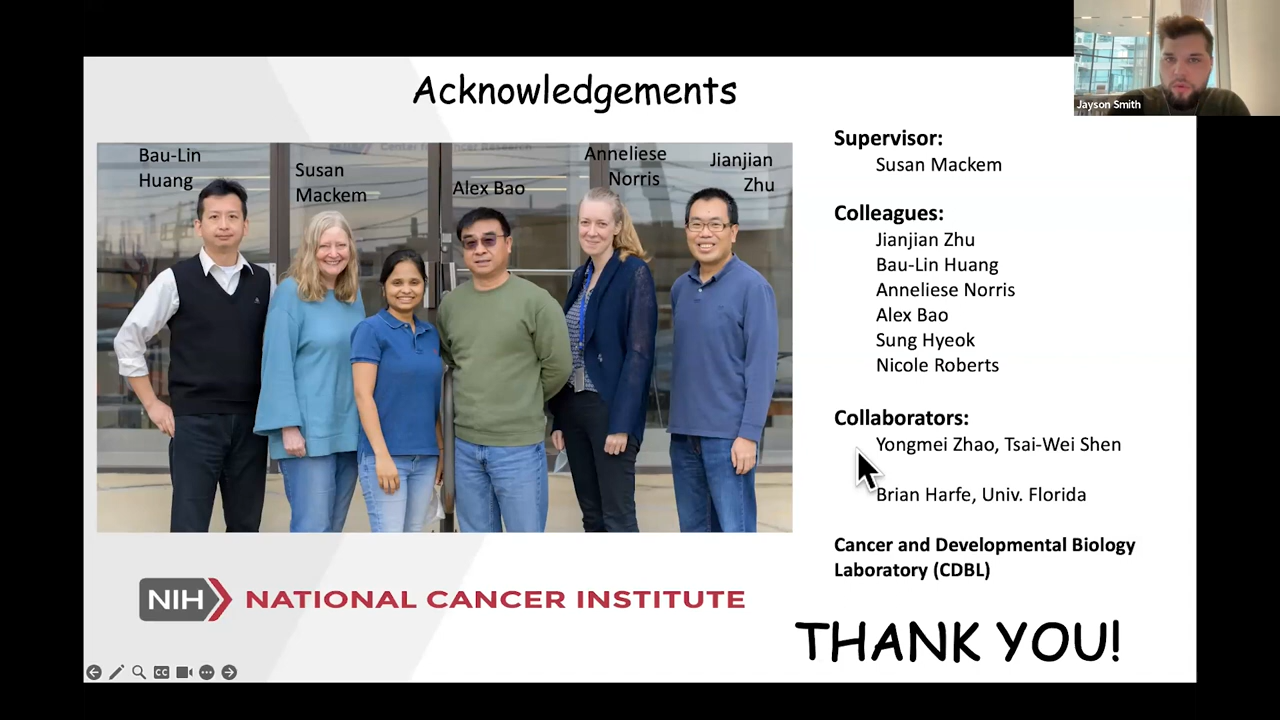 Jayson Smith
Acknowledgements
Bau-Lin
Huang
Susan
Mackem
Alex Bao
Anneliese
Norris
Jianjian
Zhu
Supervisor:
Susan Mackem
Colleagues:
Jianjian Zhu
Bau-Lin Huang
Anneliese Norris
Alex Bao
Sung Hyeok
Nicole Roberts
Collaborators:
Yongmei Zhao, Tsai-Wei Shen
Brian Harfe, Univ. Florida
Cancer and Developmental Biology
Laboratory (CDBL)
NIH NATIONAL CANCER INSTITUTE
THANK YOU!
CC